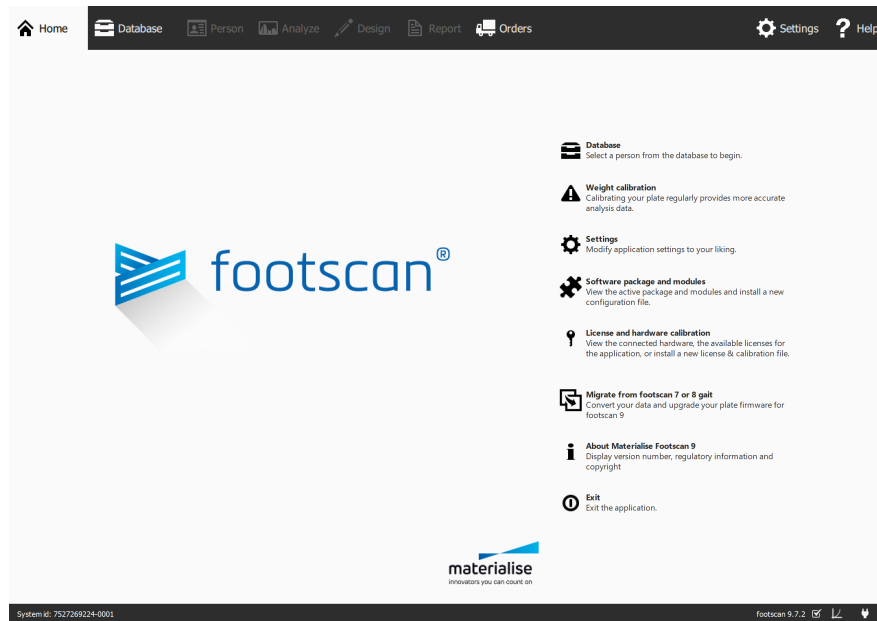 Home Database Person Analyze Design Report Orders Settings Help
Database
Select a person from the database to begin.
Weight calibration
Calibrating your plate regularly provides more accurate
analysis data.
Settings
Modify application settings to your liking.
footscan®
Software package and modules
View the active package and modules and install a new
configuration file.
License and hardware calibration
View the connected hardware, the available licenses for
the application, or install a new license & calibration file.
Migrate from footscan 7 or 8 gait
Convert your data and upgrade your plate firmware for
footscan 9
About Materialise Footscan 9
Display version number, regulatory information and
copyright
Exit
Exit the application.
materialise
innovators you can count on
System id: 7527269224-0001 footscan 9.7.2